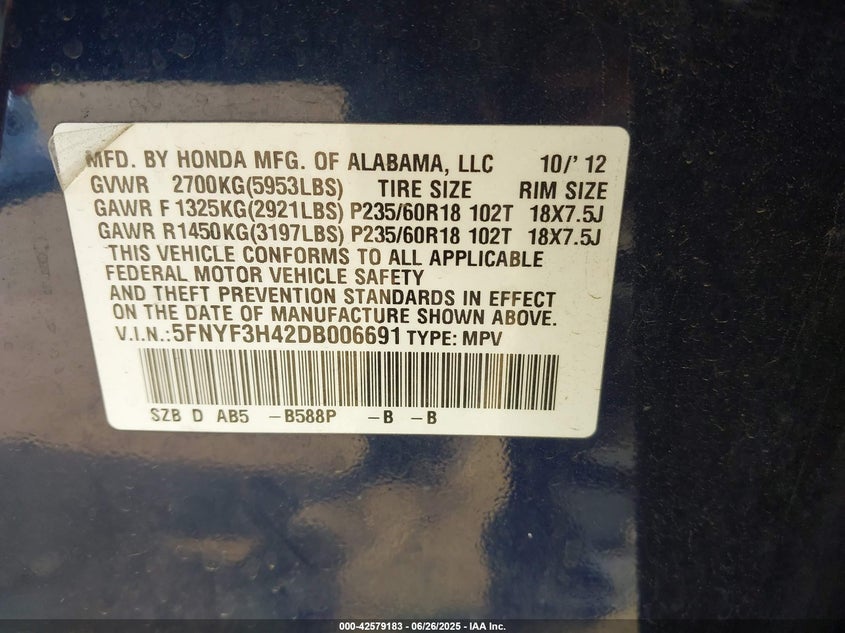 MFD. BY HONDA MFG. OF ALABAMA, LLC 10/'12
GVWR 2700KG(5953LBS) TIRE SIZE RIM SIZE
GAWR F 1325KG(2921LBS) P235/60R18 102T 18X7.5J
GAWR R1450KG(3197LBS) P235/60R18 102T 18X7.5J
THIS VEHICLE CONFORMS TO ALL APPLICABLE
FEDERAL MOTOR VEHICLE SAFETY
AND THEFT PREVENTION STANDARDS IN EFFECT
ON THE DATE OF MANUFACTURE SHOWN ABOVE.
V.I.N.:5FNYF3H42DB006691 TYPE: MPV
SZB D AB5 –B588P –B –B
000-42579183 - 06/26/2025 - IAA Inc.